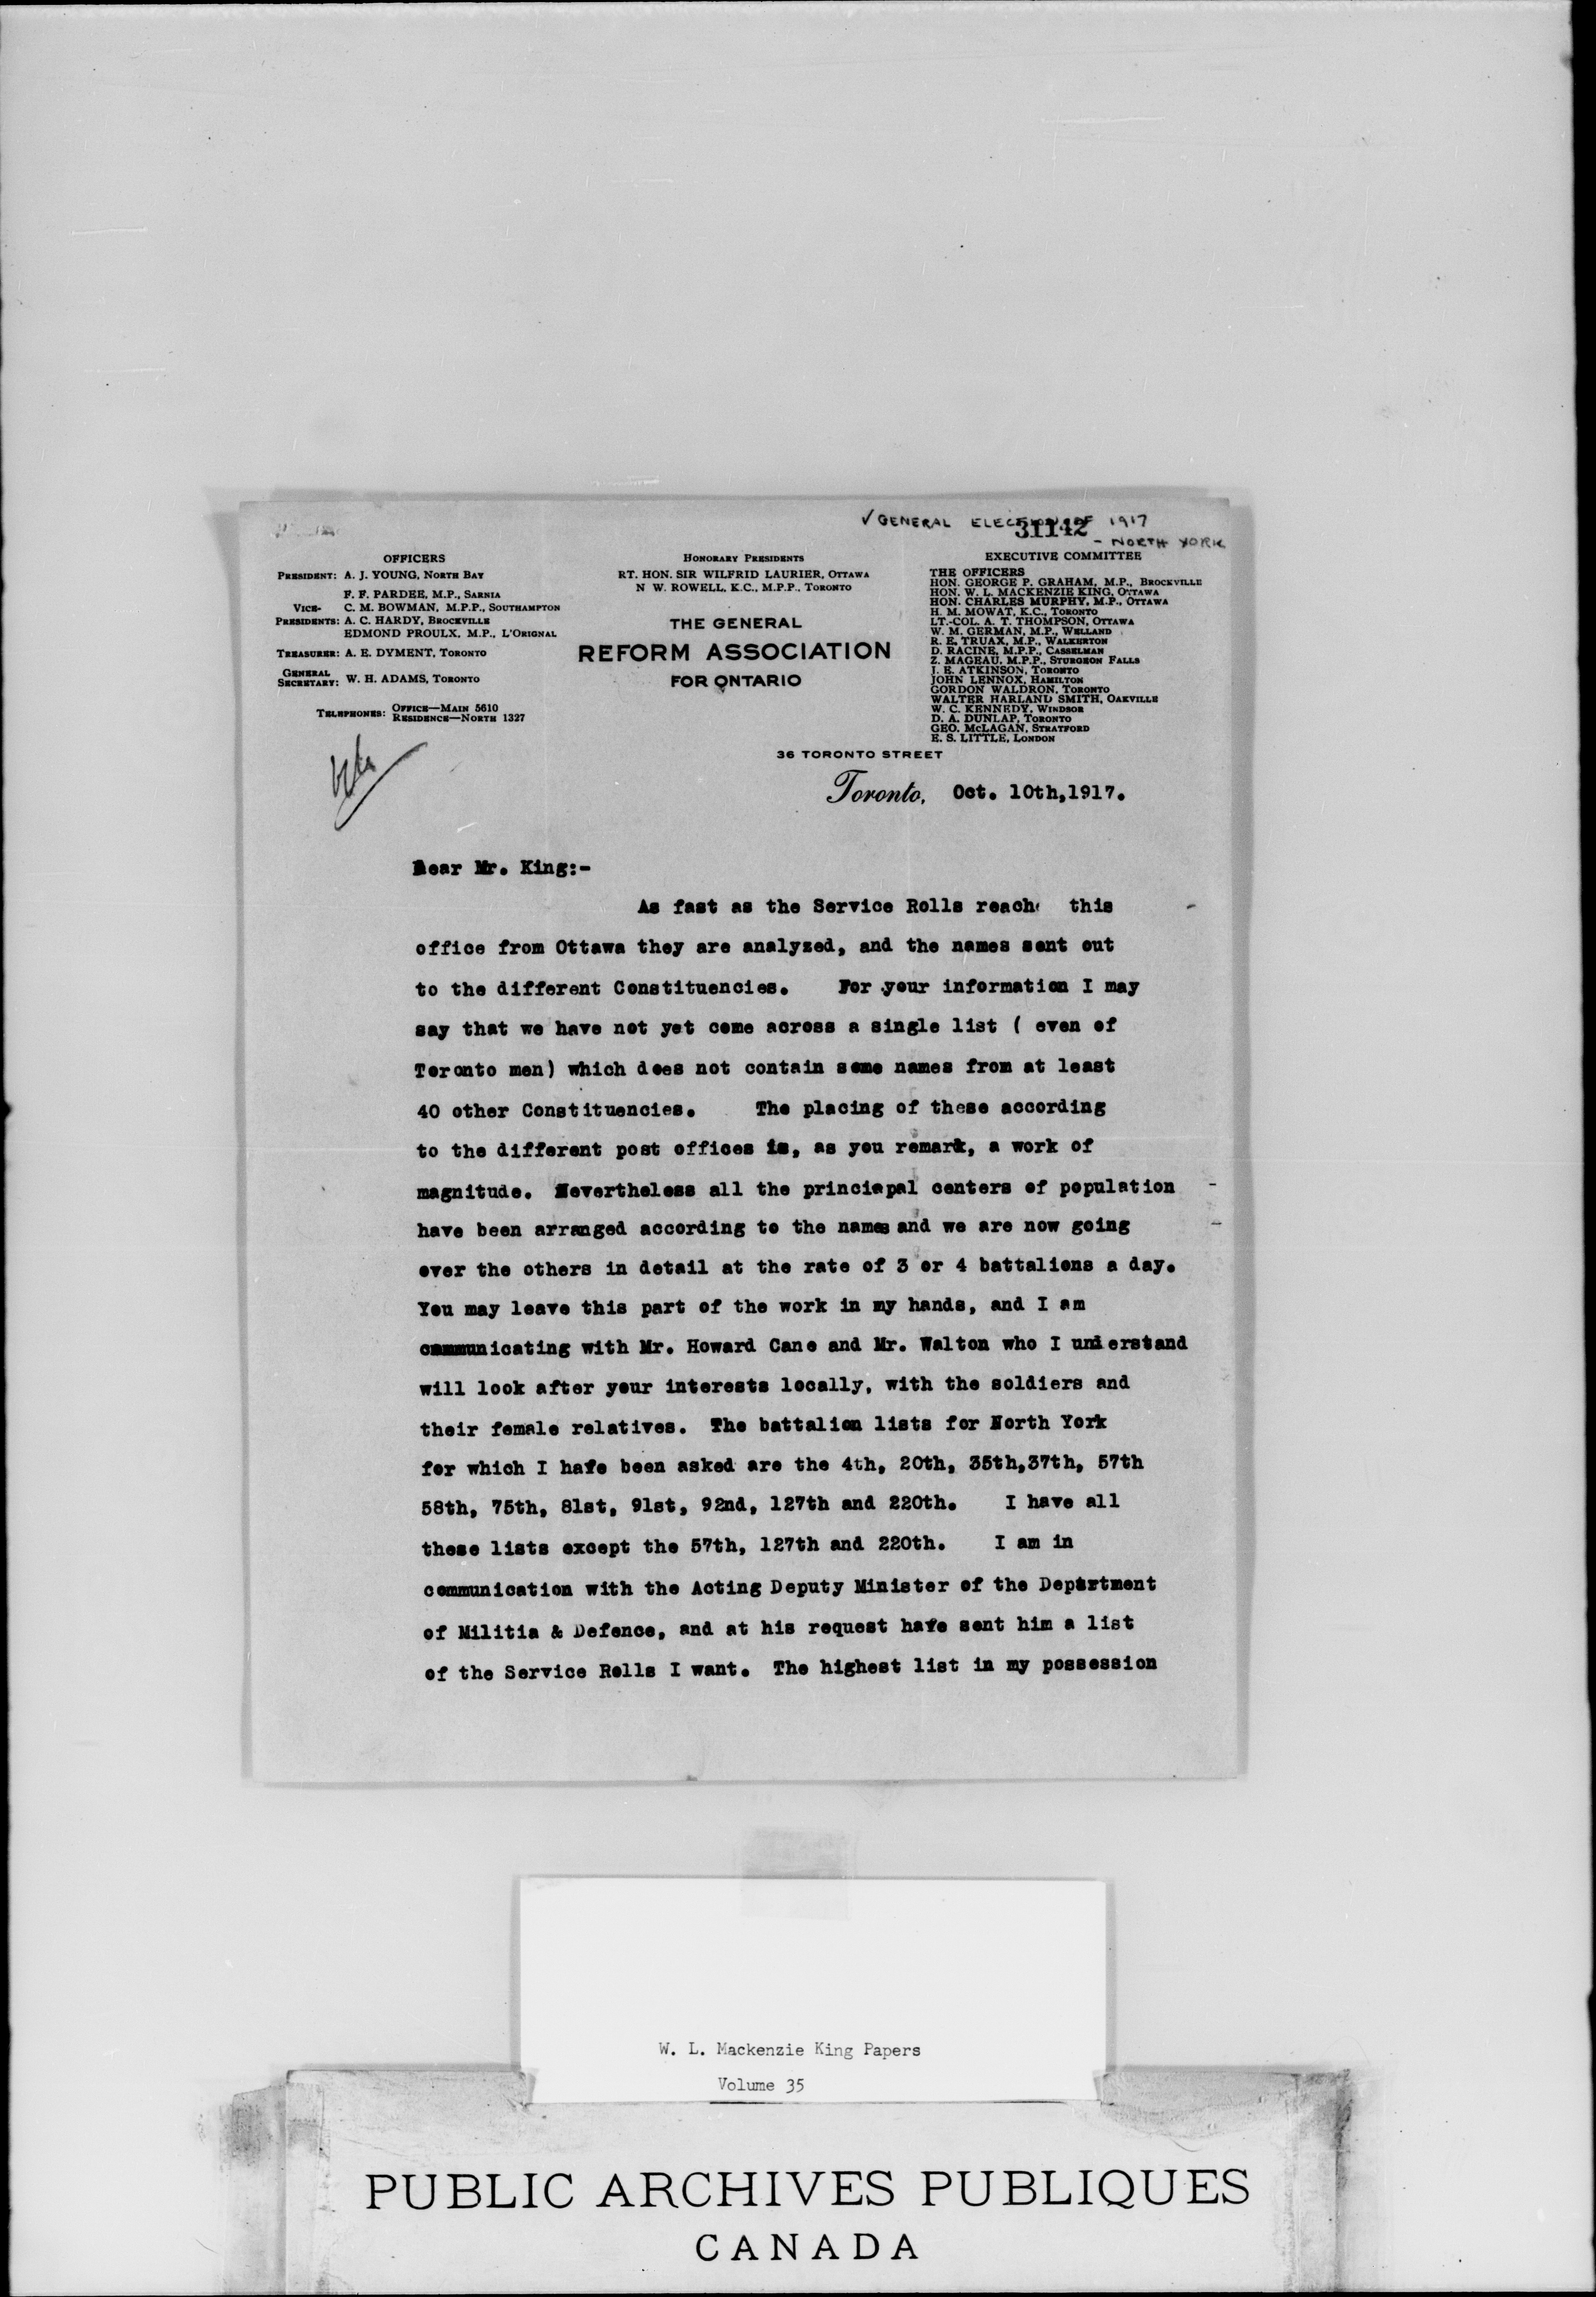 ✓ GENERAL ELECTION OF 1917
31142
- NORTH YORK
OFFICERS
PRESIDENT: A. J. YOUNG, NORTH BAY
F. F. PARDEE, M.P., SARNIA
VICE- C. M. BOWMAN, M.P.P., SOUTHAMPTON
PRESIDENTS: A. C. HARDY, BROCKVILLE
EDMOND PROULX, M.P., L'ORIGNAL
TREASURER: A. E. DYMENT, TORONTO
GENERAL
SECRETARY: W. H. ADAMS, TORONTO
TELEPHONES: OFFICE—MAIN 5610
RESIDENCE—NORTH 1327
HONORARY PRESIDENTS
RT. HON. SIR WILFRID LAURIER, OTTAWA
N W. ROWELL, K.C., M.P.P., TORONTO
THE GENERAL
REFORM ASSOCIATION
FOR ONTARIO
EXECUTIVE COMMITTEE
THE OFFICERS
HON. GEORGE P. GRAHAM, M.P., BROCKVILLE
HON. W. L. MACKENZIE KING, OTTAWA
HON. CHARLES MURPHY, M.P., OTTAWA
H. M. MOWAT, K.C., TORONTO
LT.-COL. A. T. THOMPSON, OTTAWA
W. M. GERMAN, M.P., WELLAND
R. E. TRUAX, M.P., WALKERTON
D. RACINE, M.P.P., CASSELMAN
Z. MAGEAU, M.P.P., STURGEON FALLS
J. E. ATKINSON, TORONTO
JOHN LENNOX, HAMILTON
GORDON WALDRON, TORONTO
WALTER HARLAND SMITH, OAKVILLE
W. C. KENNEDY, WINDSOR
D. A. DUNLAP, TORONTO
GEO. McLAGAN, STRATFORD
E. S. LITTLE, LONDON
36 TORONTO STREET
Toronto, Oct. 10th,1917.
Dear Mr. King:-
As fast as the Service Rolls reach this
office from Ottawa they are analyzed, and the names sent out
to the different Constituencies. For your information I may
say that we have not yet come across a single list ( even of
Toronto men) which does not contain some names from at least
40 other Constituencies. The placing of these according
to the different post offices is, as you remark, a work of
magnitude. Nevertheless all the princiapal centers of population
have been arranged according to the names and we are now going
over the others in detail at the rate of 3 or 4 battalions a day.
You may leave this part of the work in my hands, and I am
communicating with Mr. Howard Cane and Mr. Walton who I understand
will look after your interests locally, with the soldiers and
their female relatives. The battalion lists for North York
for which I have been asked are the 4th, 20th, 35th,37th, 57th
58th, 75th, 81st, 91st, 92nd, 127th and 220th. I have all
these lists except the 57th, 127th and 220th. I am in
communication with the Acting Deputy Minister of the Department
of Militia & Defence, and at his request have sent him a list
of the Service Rolls I want. The highest list in my possession
W. L. Mackenzie King Papers
Volume 35
PUBLIC ARCHIVES PUBLIQUES
CANADA